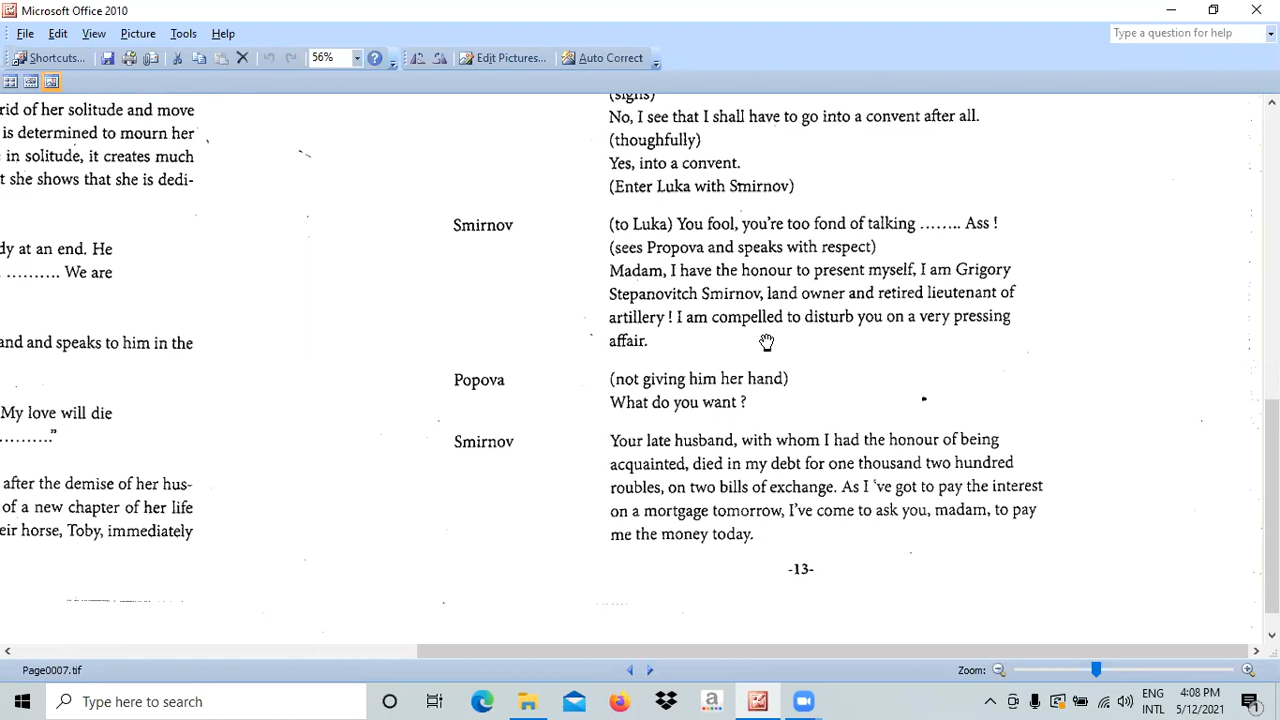 Microsoft Office 2010
File Edit View Picture Tools Help
Type a question for help
Shortcuts... 56% Edit Pictures... Auto Correct
rid of her solitude and move
is determined to mourn her
in solitude, it creates much
t she shows that she is dedi-
dy at an end. He
.......... We are
and and speaks to him in the
My love will die
.........."
after the demise of her hus-
of a new chapter of her life
eir horse, Toby, immediately
(signs)
No, I see that I shall have to go into a convent after all.
(thoughfully)
Yes, into a convent.
(Enter Luka with Smirnov)
Smirnov (to Luka) You fool, you're too fond of talking ........ Ass !
(sees Propova and speaks with respect)
Madam, I have the honour to present myself, I am Grigory
Stepanovitch Smirnov, land owner and retired lieutenant of
artillery ! I am compelled to disturb you on a very pressing
affair.
Popova (not giving him her hand)
What do you want ?
Smirnov Your late husband, with whom I had the honour of being
acquainted, died in my debt for one thousand two hundred
roubles, on two bills of exchange. As I 've got to pay the interest
on a mortgage tomorrow, I've come to ask you, madam, to pay
me the money today.
-13-
Page0007.tif Zoom:
Type here to search
ENG
INTL
4:08 PM
5/12/2021